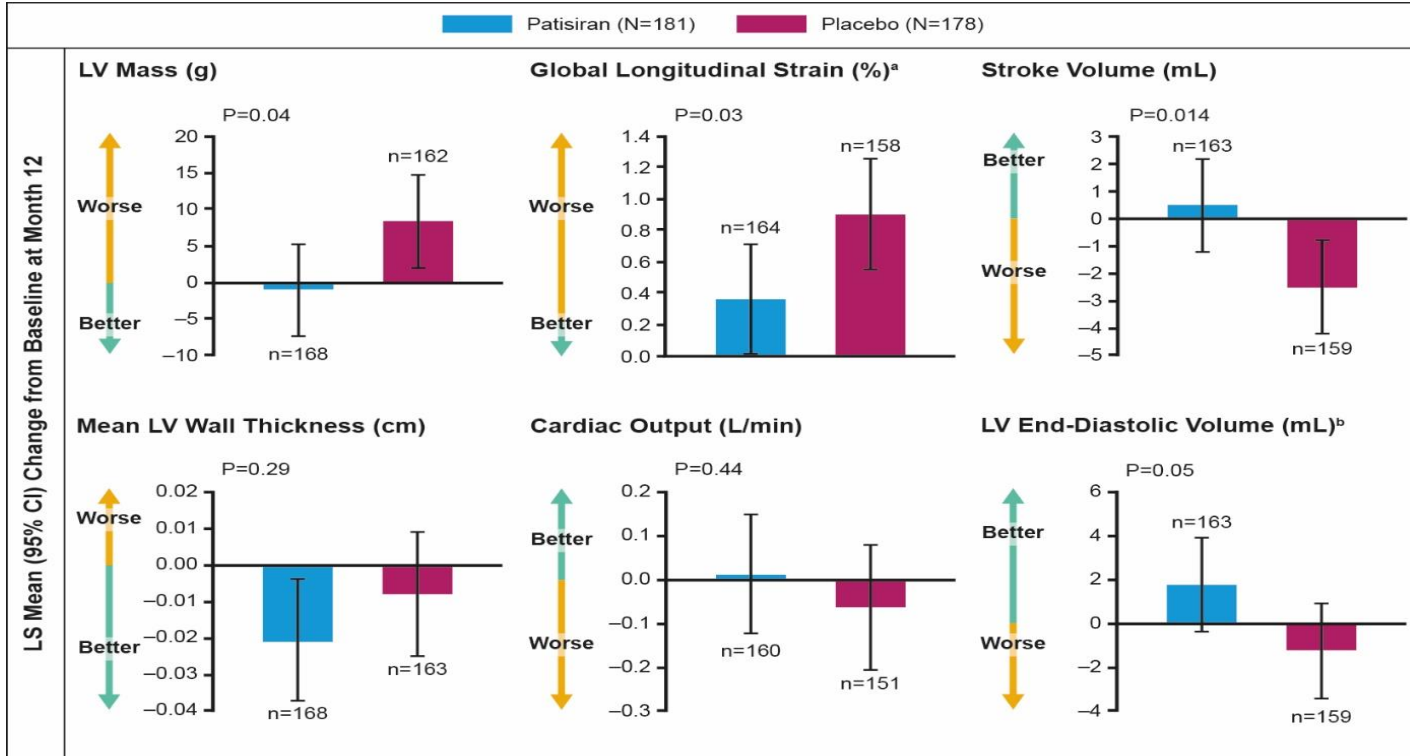 Patisiran (N=181) Placebo (N=178)
LS Mean (95% CI) Change from Baseline at Month 12
LV Mass (g)
P=0.04
20
15
10
5
0
–5
–10
Worse
Better
n=168
n=162
Global Longitudinal Strain (%)ᵃ
P=0.03
1.4
1.2
1.0
0.8
0.6
0.4
0.2
0.0
Worse
Better
n=164
n=158
Stroke Volume (mL)
P=0.014
3
2
1
0
–1
–2
–3
–4
–5
Better
Worse
n=163
n=159
Mean LV Wall Thickness (cm)
P=0.29
0.02
0.01
0.00
–0.01
–0.02
–0.03
–0.04
Worse
Better
n=168
n=163
Cardiac Output (L/min)
P=0.44
0.2
0.1
0.0
–0.1
–0.2
–0.3
Better
Worse
n=160
n=151
LV End-Diastolic Volume (mL)ᵇ
P=0.05
6
4
2
0
–2
–4
Better
Worse
n=163
n=159